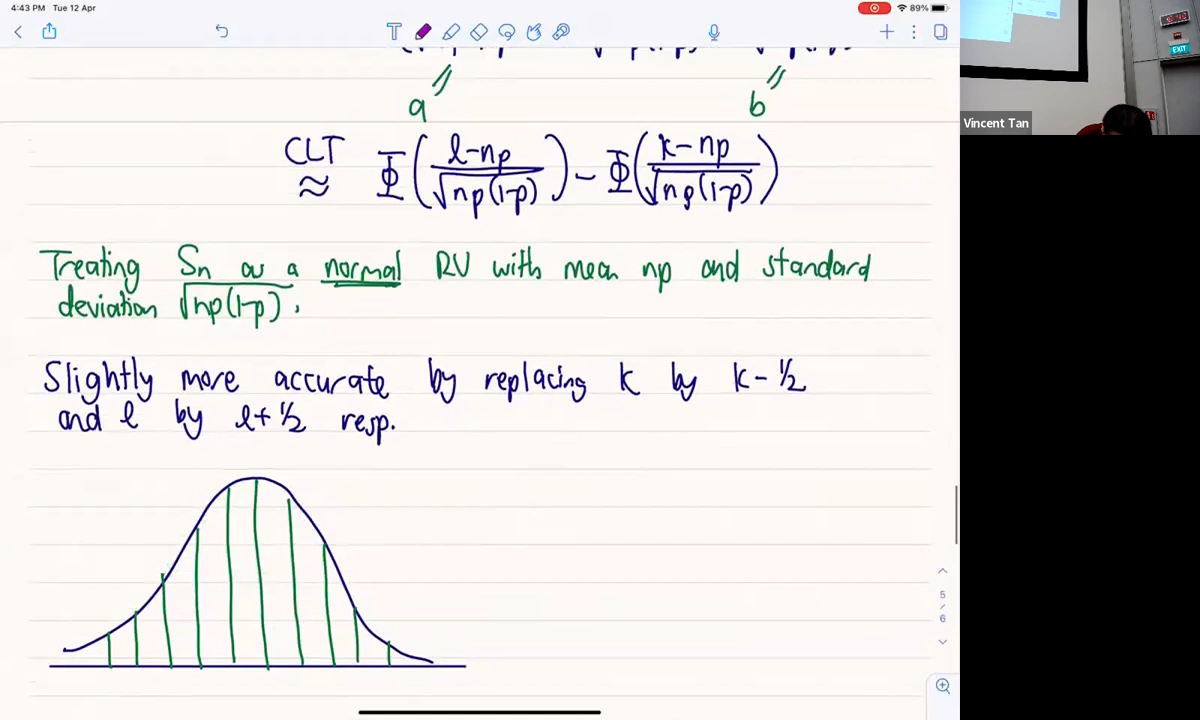 4:43 PM Tue 12 Apr
89%
a
b
CLT
≈ Φ((l-np)/√np(1-p)) - Φ((k-np)/√np(1-p))
Treating Sn as a normal RV with mean np and standard
deviation √np(1-p).
Slightly more accurate by replacing k by k-1/2
and l by l+1/2 resp.
Vincent Tan
EXIT
5
/
6